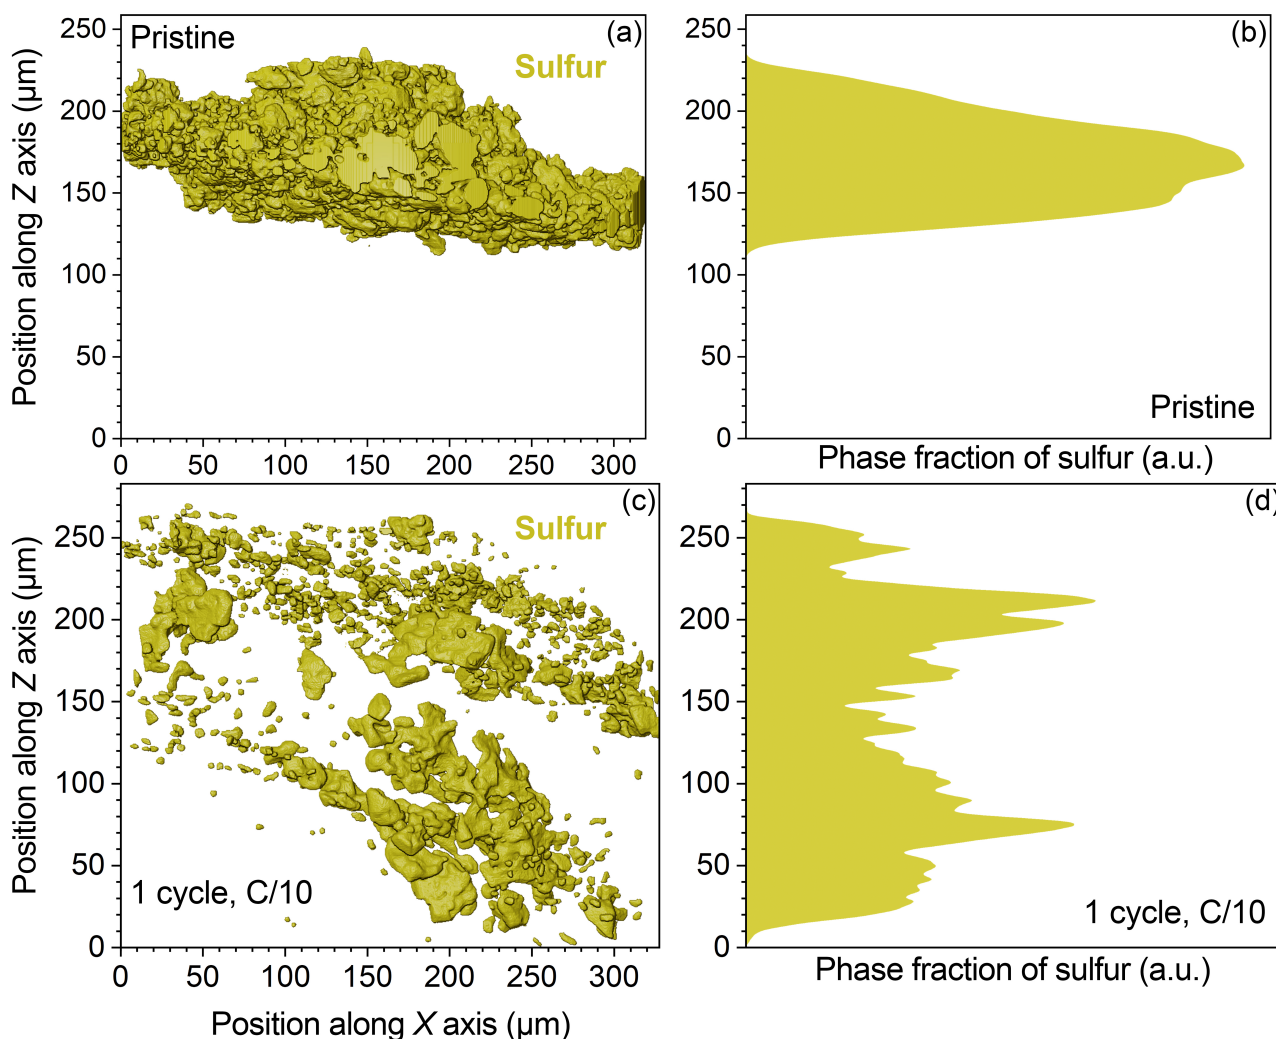 Pristine
(a)
Sulfur
250
200
150
100
50
0
Position along Z axis (µm)
0 50 100 150 200 250 300
(b)
250
200
150
100
50
0
Pristine
Phase fraction of sulfur (a.u.)
(c)
Sulfur
250
200
150
100
50
0
Position along Z axis (µm)
1 cycle, C/10
0 50 100 150 200 250 300
Position along X axis (µm)
(d)
250
200
150
100
50
0
1 cycle, C/10
Phase fraction of sulfur (a.u.)